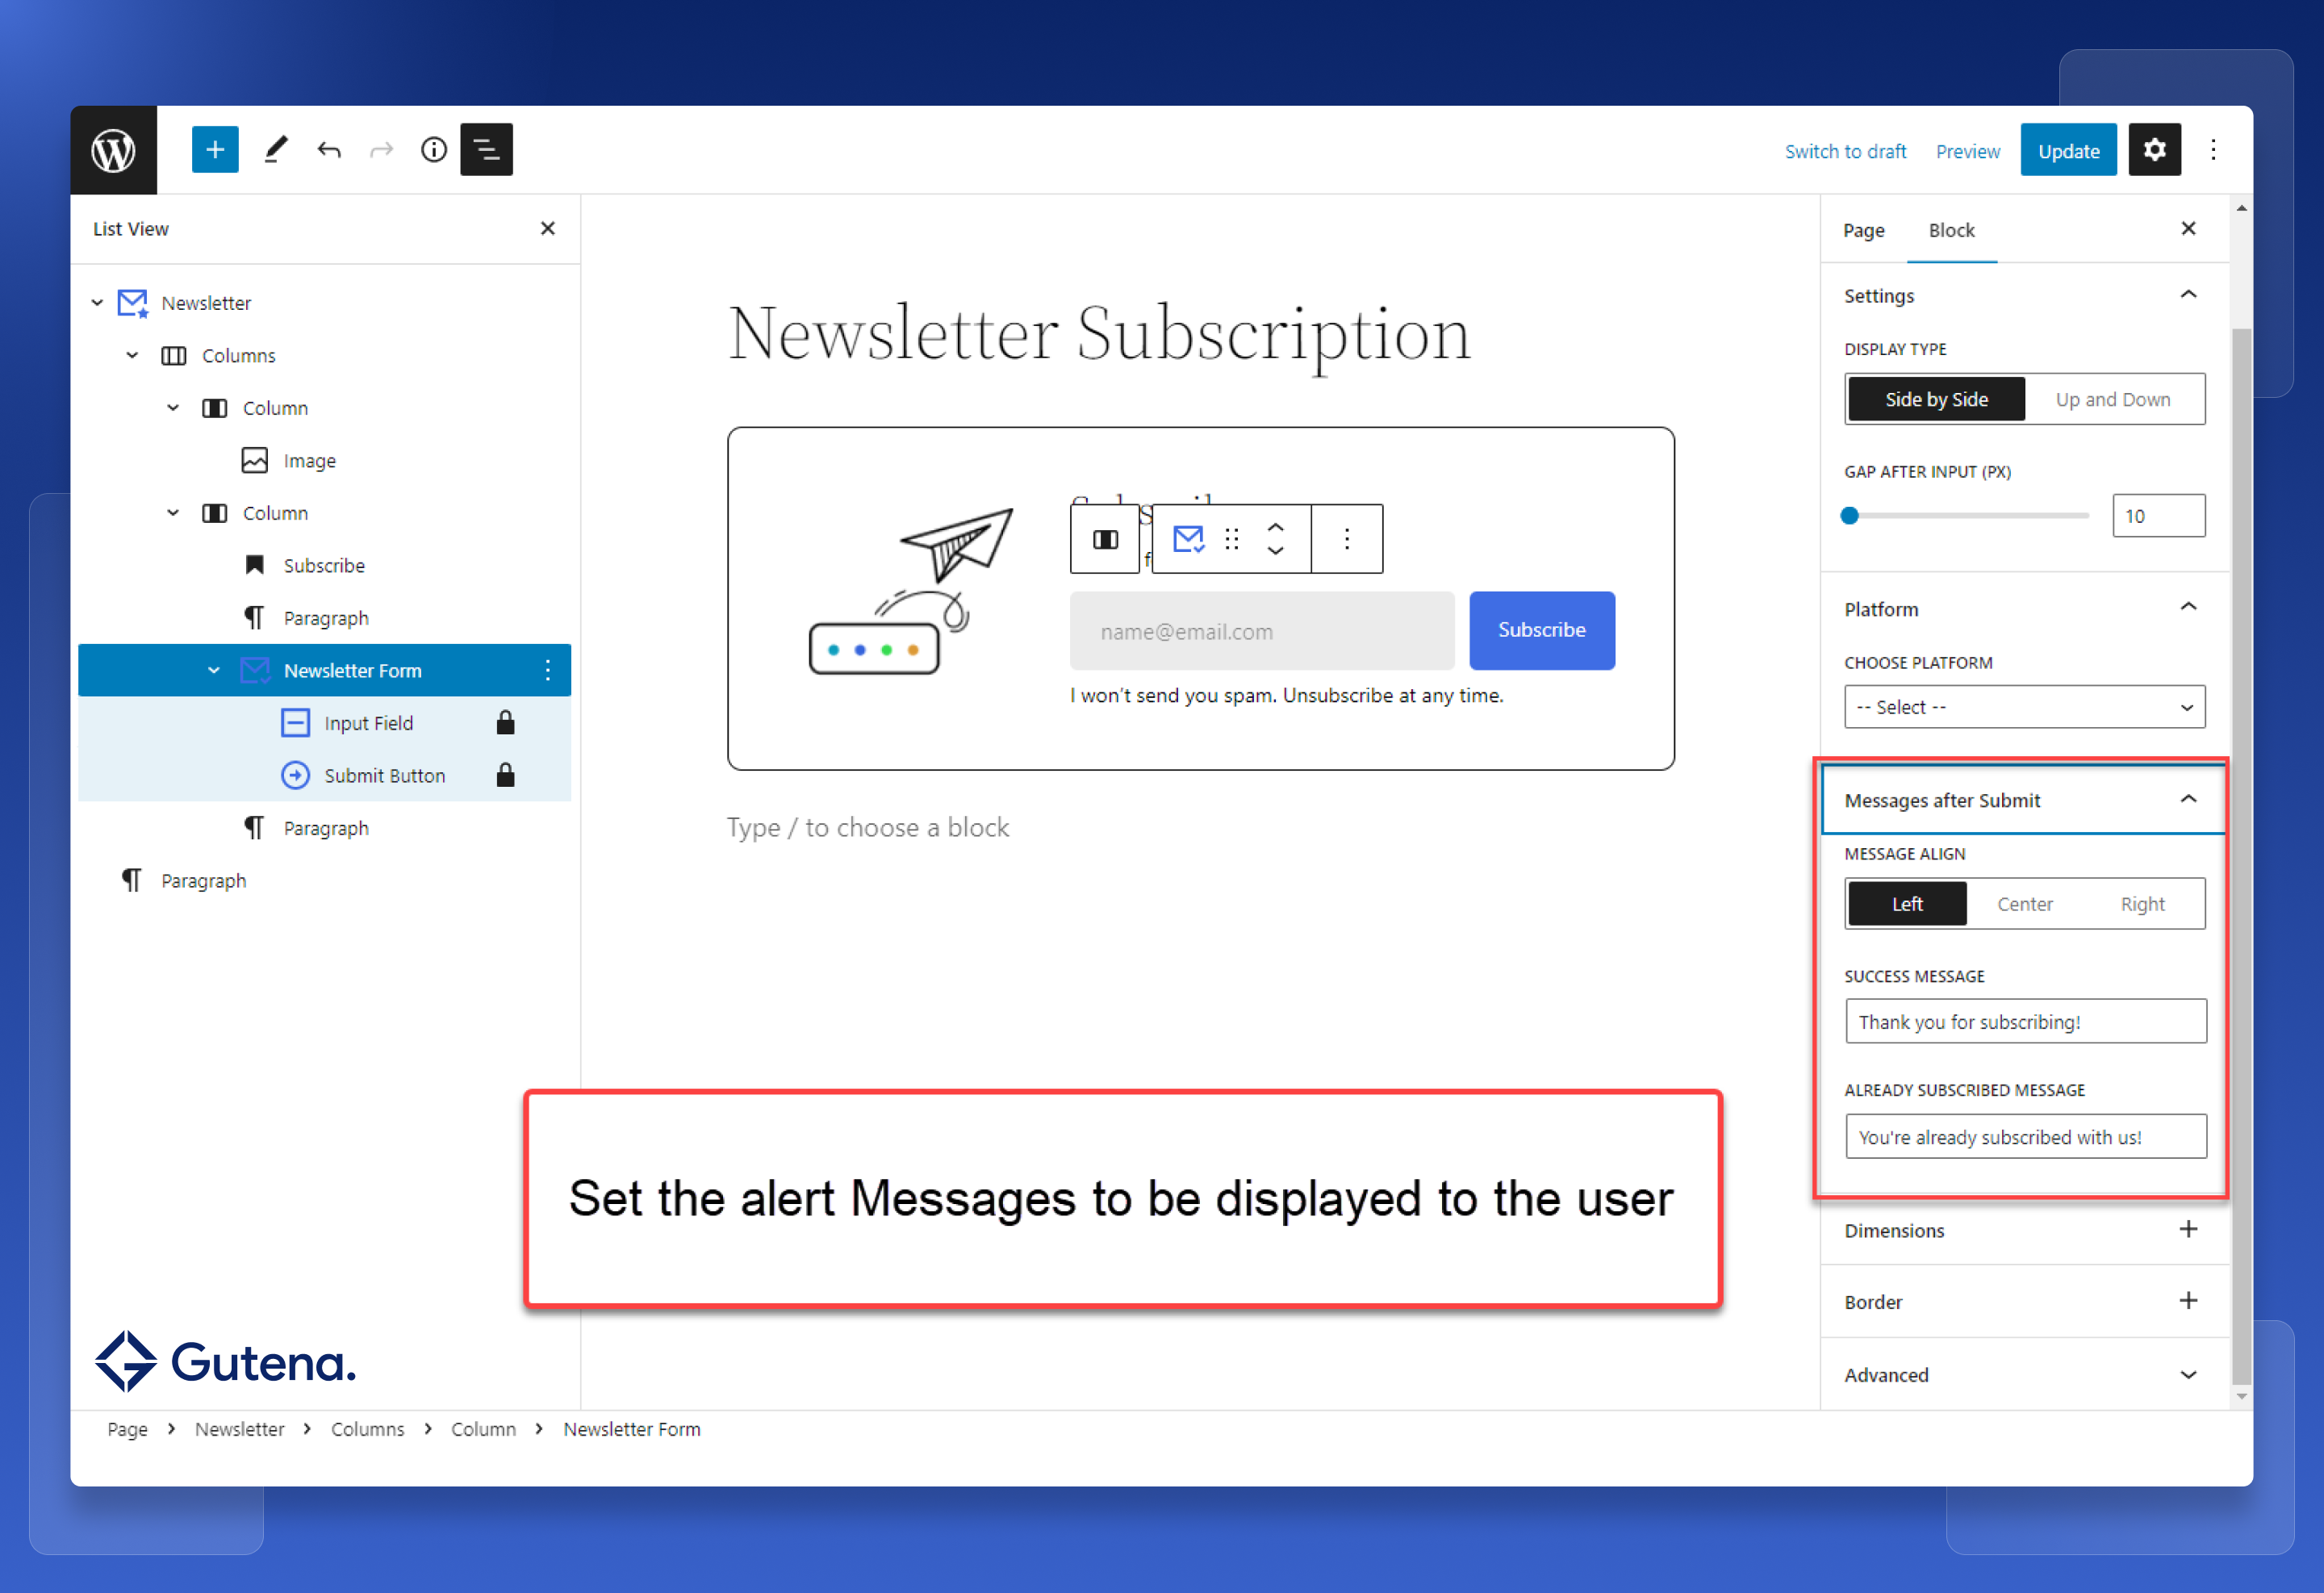 Switch to draft
Preview
Update
List View
Newsletter
Columns
Column
Image
Column
Subscribe
Paragraph
Newsletter Form
Input Field
Submit Button
Paragraph
Paragraph
Gutena.
Newsletter Subscription
name@email.com
Subscribe
I won't send you spam. Unsubscribe at any time.
Type / to choose a block
Set the alert Messages to be displayed to the user
Page Block
Settings
DISPLAY TYPE
Side by Side Up and Down
GAP AFTER INPUT (PX)
10
Platform
CHOOSE PLATFORM
-- Select --
Messages after Submit
MESSAGE ALIGN
Left Center Right
SUCCESS MESSAGE
Thank you for subscribing!
ALREADY SUBSCRIBED MESSAGE
You're already subscribed with us!
Dimensions
Border
Advanced
Page > Newsletter > Columns > Column > Newsletter Form